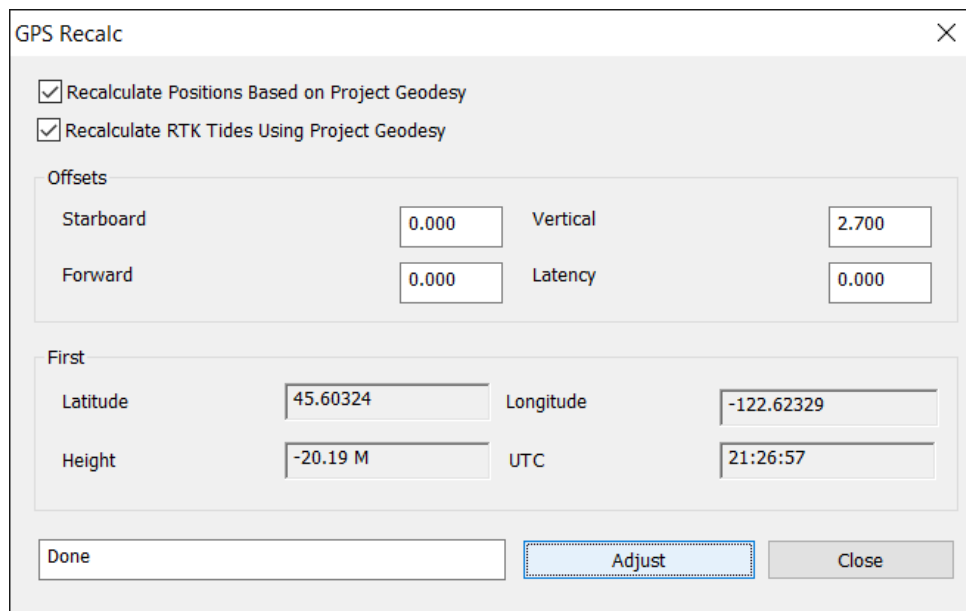 GPS Recalc
Recalculate Positions Based on Project Geodesy
Recalculate RTK Tides Using Project Geodesy
Offsets
Starboard 0.000 Vertical 2.700
Forward 0.000 Latency 0.000
First
Latitude 45.60324 Longitude -122.62329
Height -20.19 M UTC 21:26:57
Done Adjust Close